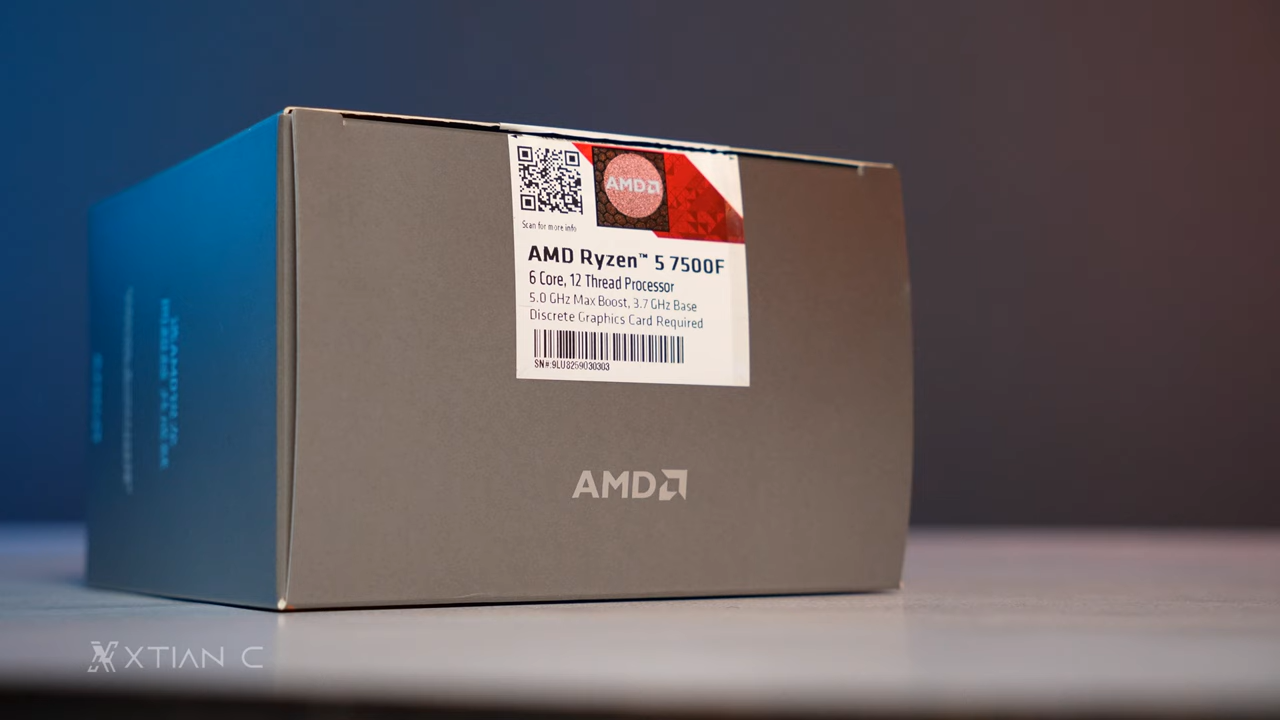 AMD
Scan for more info
AMD Ryzen™ 5 7500F
6 Core, 12 Thread Processor
5.0 GHz Max Boost, 3.7 GHz Base
Discrete Graphics Card Required
SN#:9LU8259030303
AMD
XTIAN C